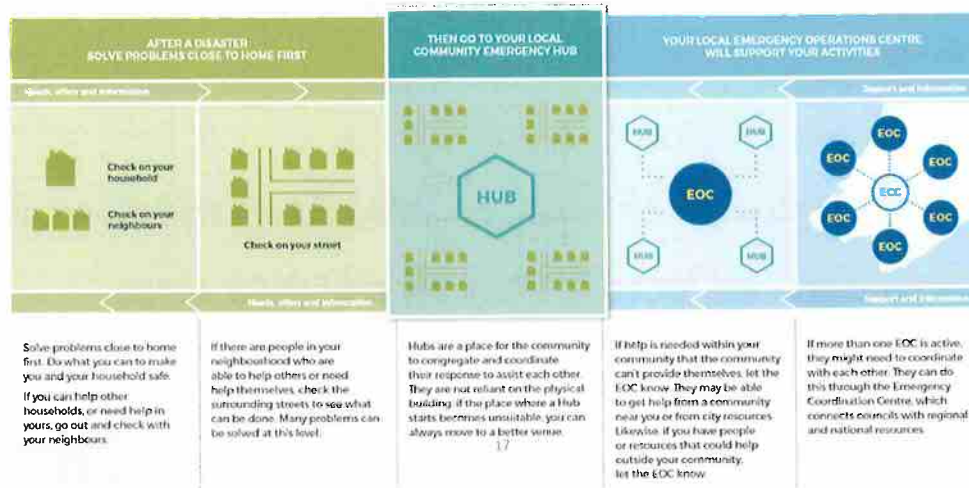 AFTER A DISASTER
SOLVE PROBLEMS CLOSE TO HOME FIRST
THEN GO TO YOUR LOCAL
COMMUNITY EMERGENCY HUB
YOUR LOCAL EMERGENCY OPERATIONS CENTRE
WILL SUPPORT YOUR ACTIVITIES
Needs, offers and information
Support and information
Check on your
household
Check on your
neighbours
Check on your street
HUB
HUB
HUB
EOC
HUB
HUB
EOC
EOC
EOC
ECC
EOC
EOC
EOC
Needs, offers and information
Support and information
Solve problems close to home
first. Do what you can to make
you and your household safe.
If you can help other
households, or need help in
yours, go out and check with
your neighbours.
If there are people in your
neighbourhood who are
able to help others or need
help themselves, check the
surrounding streets to see what
can be done. Many problems can
be solved at this level.
Hubs are a place for the community
to congregate and coordinate
their response to assist each other.
They are not reliant on the physical
building: if the place where a Hub
starts becomes unsuitable, you can
always move to a better venue.
17
If help is needed within your
community that the community
can't provide themselves, let the
EOC know. They may be able
to get help from a community
near you or from city resources.
Likewise, if you have people
or resources that could help
outside your community,
let the EOC know.
If more than one EOC is active,
they might need to coordinate
with each other. They can do
this through the Emergency
Coordination Centre, which
connects councils with regional
and national resources.